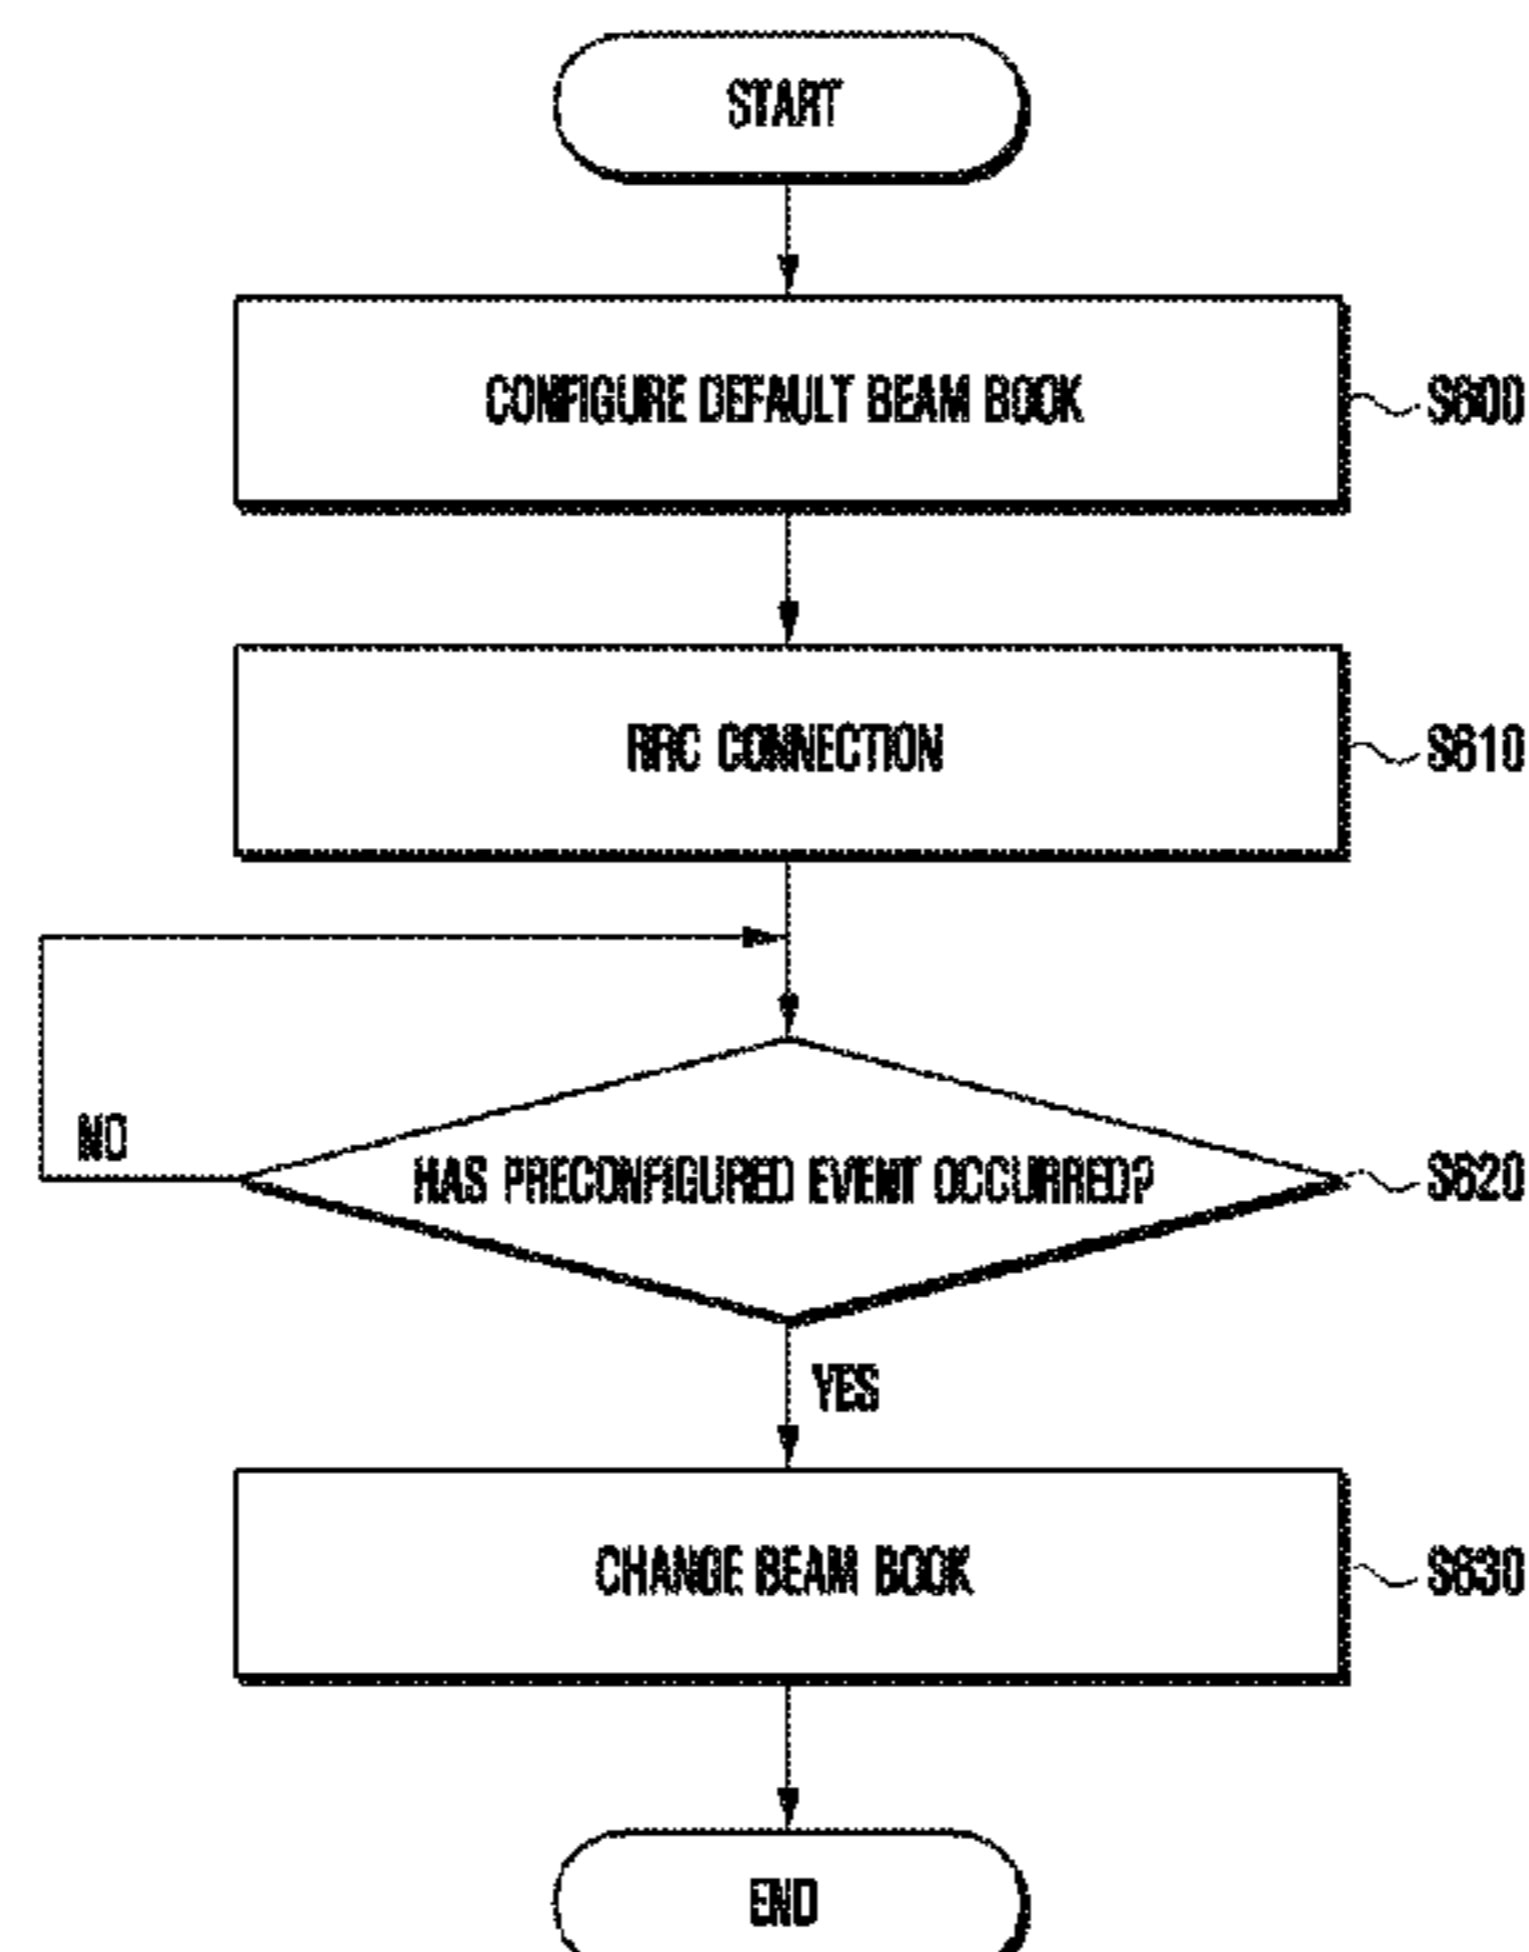 START
CONFIGURE DEFAULT BEAM BOOK
S600
RRC CONNECTION
S610
NO
HAS PRECONFIGURED EVENT OCCURRED?
S620
YES
CHANGE BEAM BOOK
S630
END